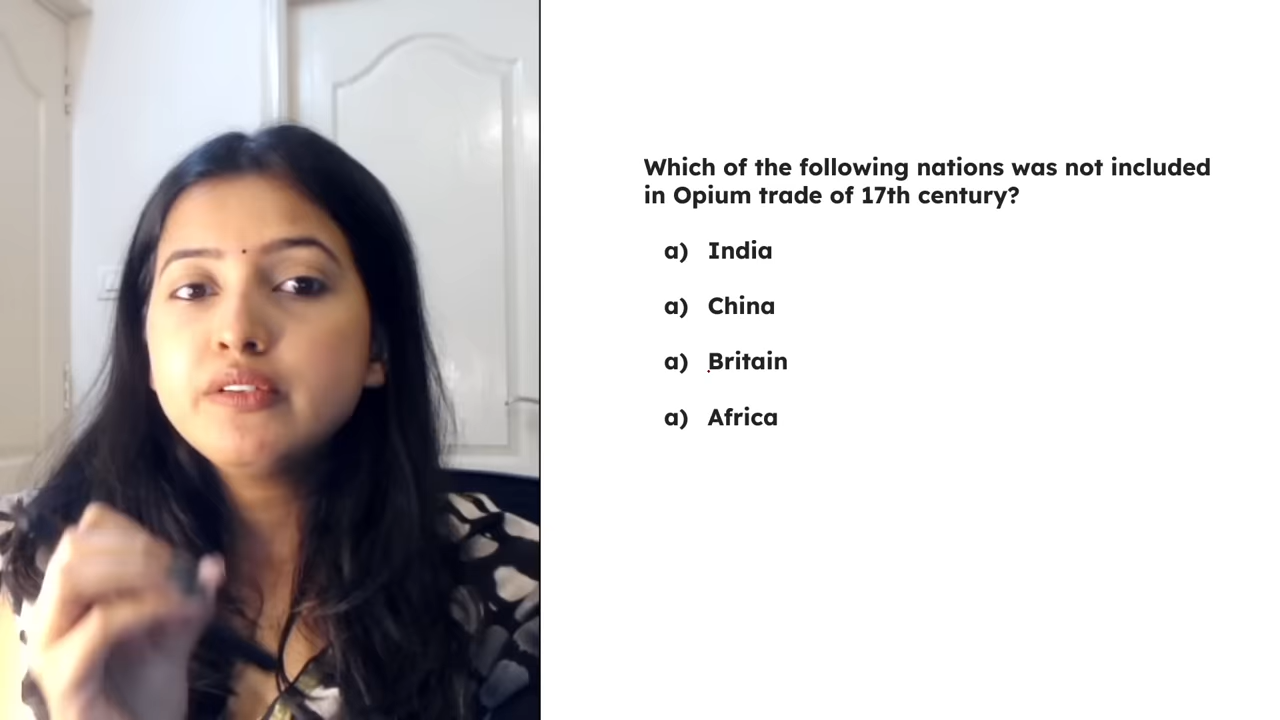 Which of the following nations was not included
in Opium trade of 17th century?
a) India
a) China
a) Britain
a) Africa